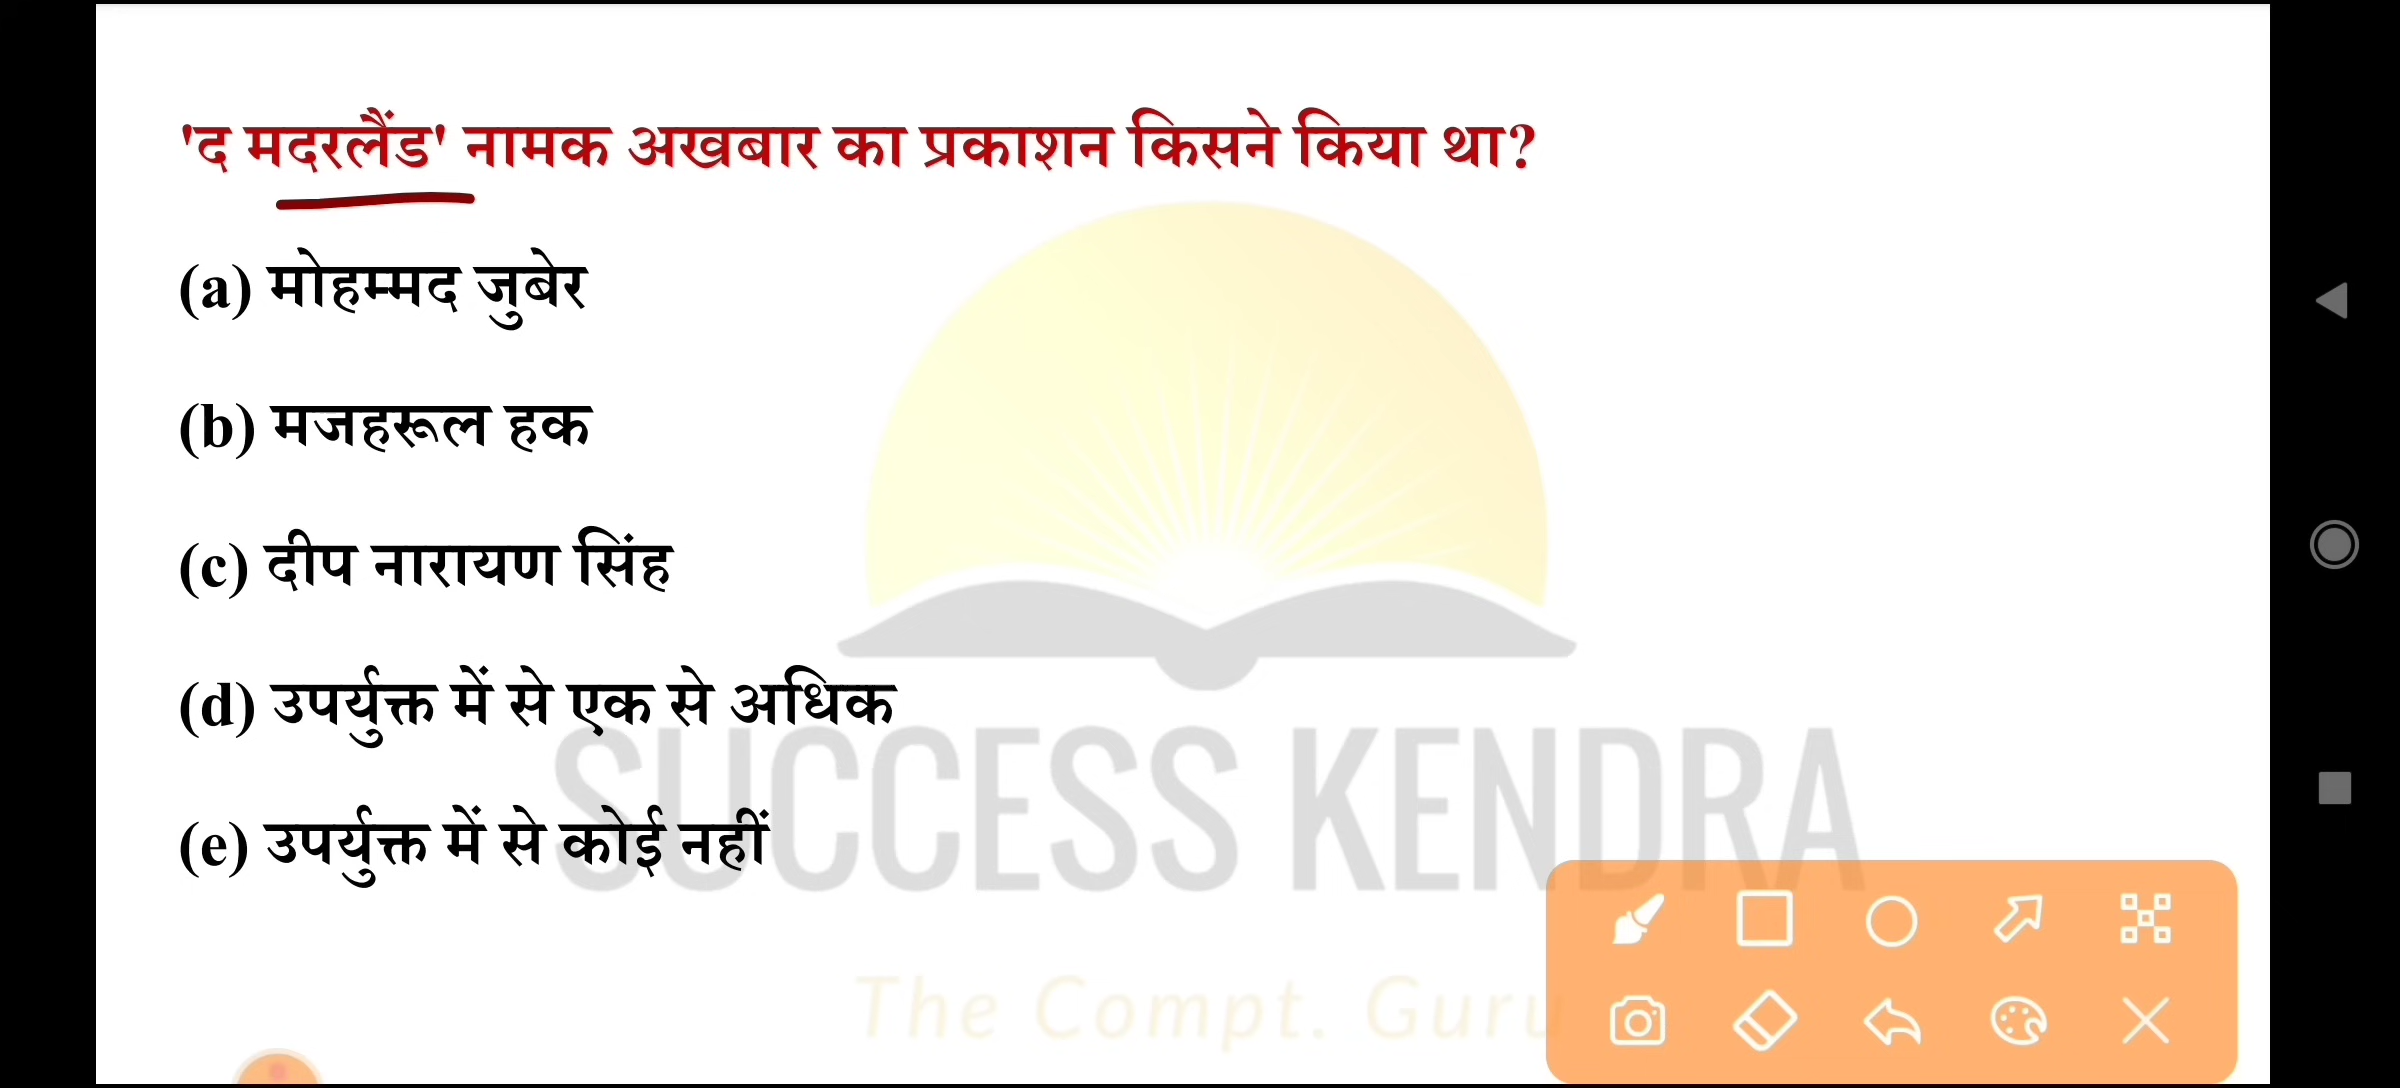 'द मदरलैंड' नामक अखबार का प्रकाशन किसने किया था?
(a) मोहम्मद जुबेर
(b) मजहरूल हक
(c) दीप नारायण सिंह
(d) उपर्युक्त में से एक से अधिक
(e) उपर्युक्त में से कोई नहीं
SUCCESS KENDRA
The Compt. Guru